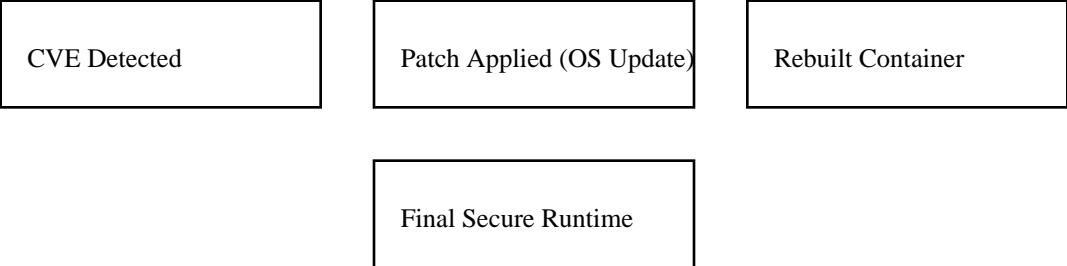 CVE Detected
Patch Applied (OS Update)
Rebuilt Container
Final Secure Runtime